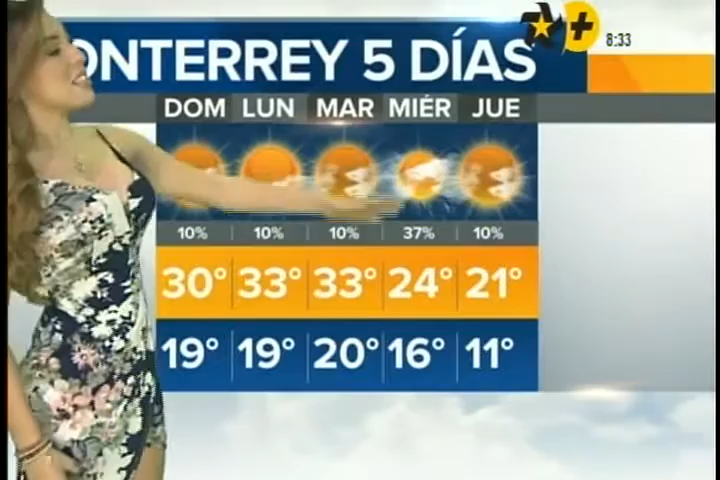 8:33
ONTERREY 5 DÍAS
DOM LUN MAR MIÉR JUE
10% 10% 10% 37% 10%
30° 33° 33° 24° 21°
19° 19° 20° 16° 11°